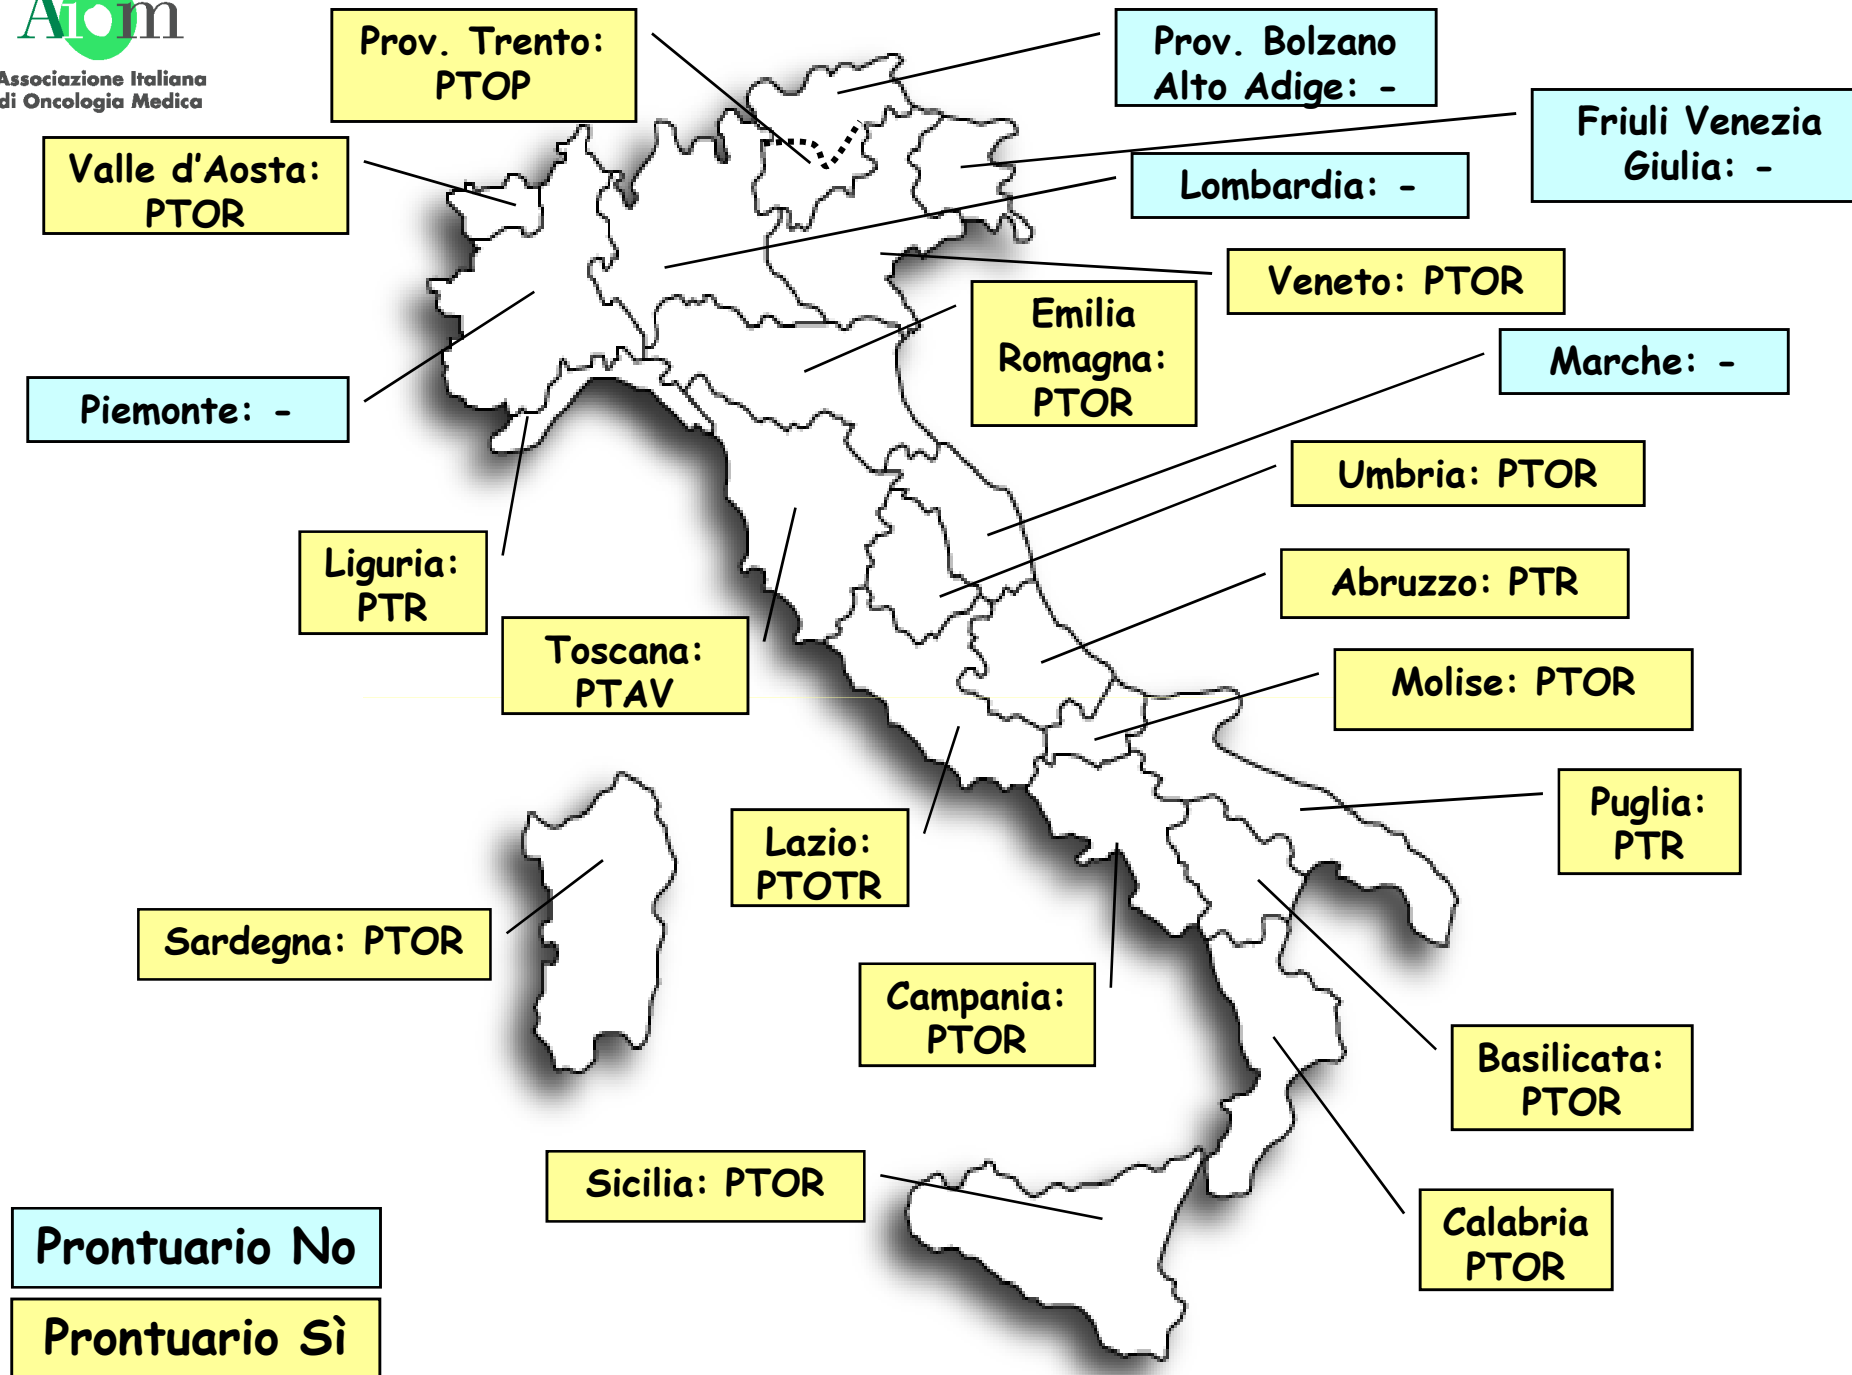 Aiom
Associazione Italiana
di Oncologia Medica
Prov. Trento:
PTOP
Prov. Bolzano
Alto Adige: -
Friuli Venezia
Giulia: -
Valle d'Aosta:
PTOR
Lombardia: -
Veneto: PTOR
Emilia
Romagna:
PTOR
Marche: -
Piemonte: -
Umbria: PTOR
Liguria:
PTR
Abruzzo: PTR
Toscana:
PTAV
Molise: PTOR
Puglia:
PTR
Lazio:
PTOTR
Sardegna: PTOR
Campania:
PTOR
Basilicata:
PTOR
Sicilia: PTOR
Calabria
PTOR
Prontuario No
Prontuario Sì